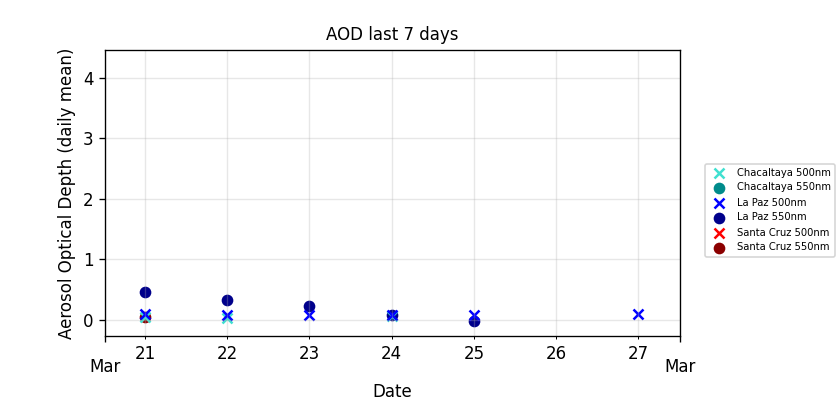 AOD last 7 days
Aerosol Optical Depth (daily mean)
4
3
2
1
0
21 22 23 24 25 26 27
Mar Mar
Date
Chacaltaya 500nm
Chacaltaya 550nm
La Paz 500nm
La Paz 550nm
Santa Cruz 500nm
Santa Cruz 550nm